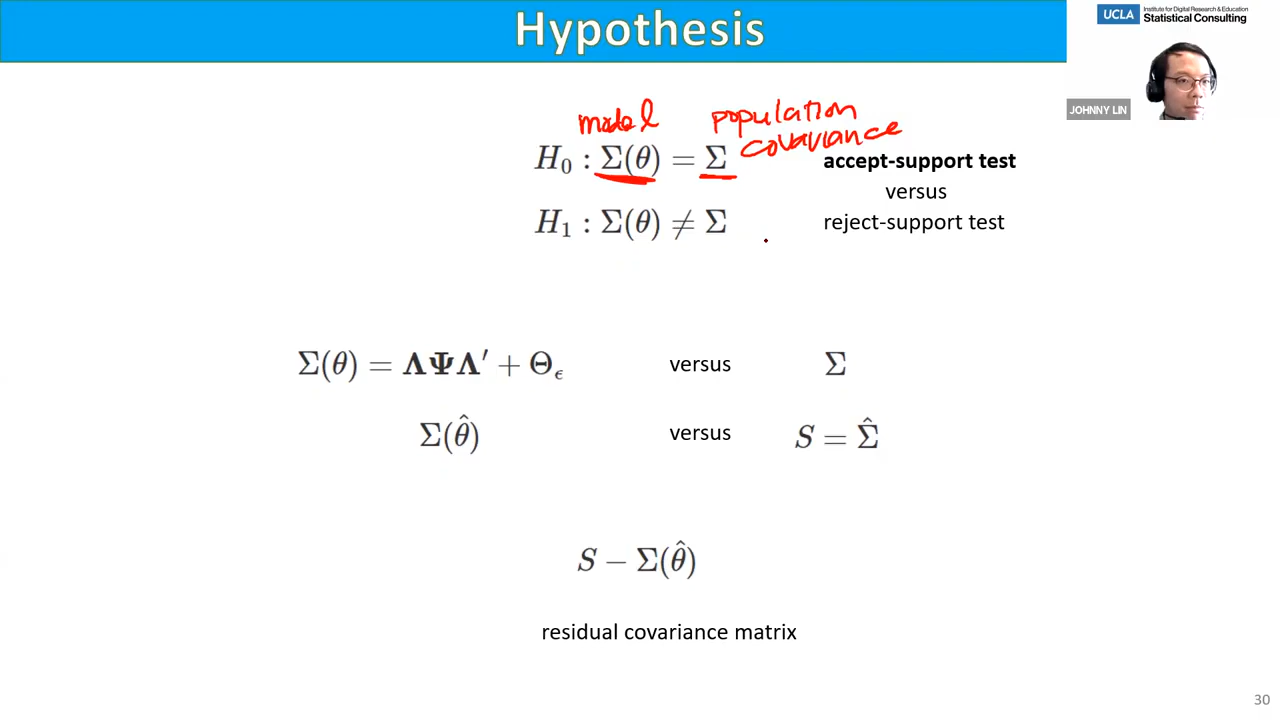 Hypothesis
UCLA Institute for Digital Research & Education
Statistical Consulting
JOHNNY LIN
model population
covariance
H₀ : Σ(θ) = Σ accept-support test
versus
H₁ : Σ(θ) ≠ Σ reject-support test
Σ(θ) = ΛΨΛ′ + Θ_ϵ versus Σ
Σ(θ̂) versus S = Σ̂
S − Σ(θ̂)
residual covariance matrix
30